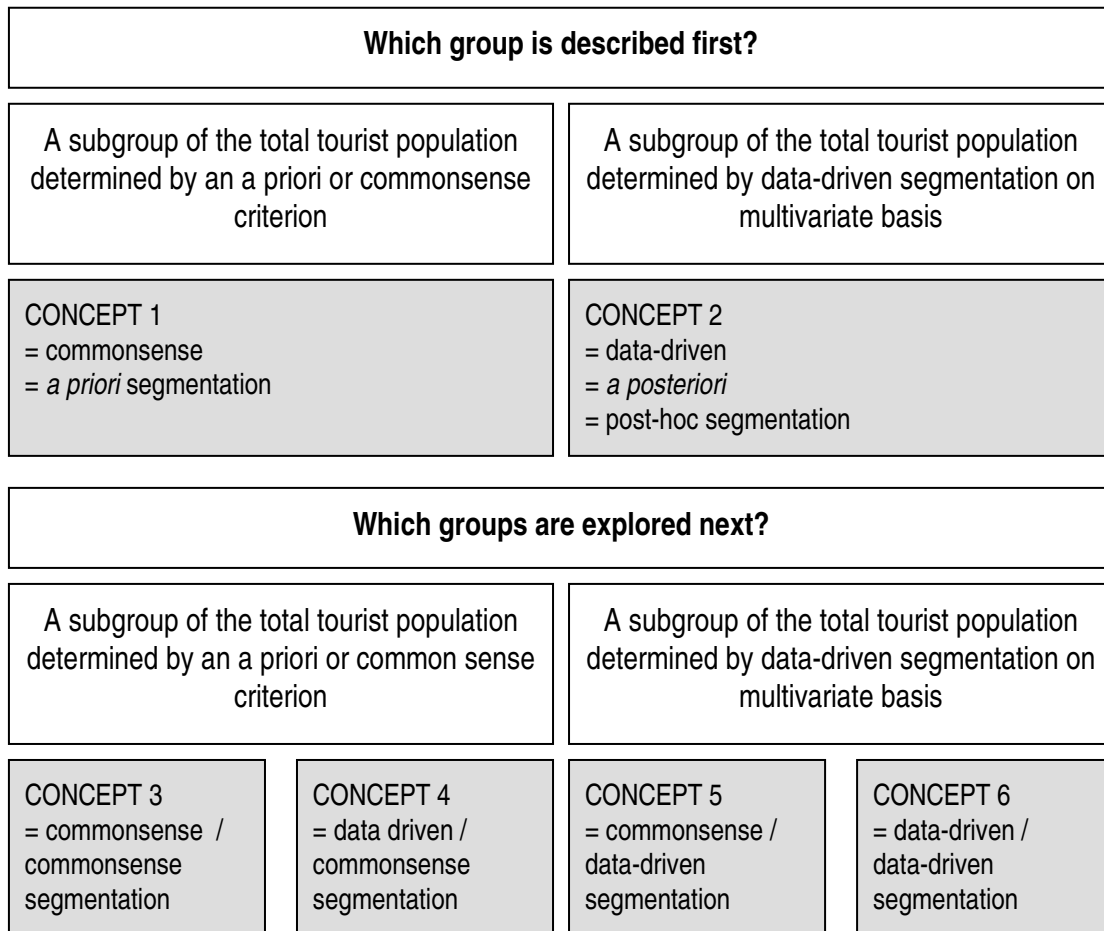 Which group is described first?
A subgroup of the total tourist population
determined by an a priori or commonsense
criterion
A subgroup of the total tourist population
determined by data-driven segmentation on
multivariate basis
CONCEPT 1
= commonsense
= a priori segmentation
CONCEPT 2
= data-driven
= a posteriori
= post-hoc segmentation
Which groups are explored next?
A subgroup of the total tourist population
determined by an a priori or common sense
criterion
A subgroup of the total tourist population
determined by data-driven segmentation on
multivariate basis
CONCEPT 3
= commonsense /
commonsense
segmentation
CONCEPT 4
= data driven /
commonsense
segmentation
CONCEPT 5
= commonsense /
data-driven
segmentation
CONCEPT 6
= data-driven /
data-driven
segmentation